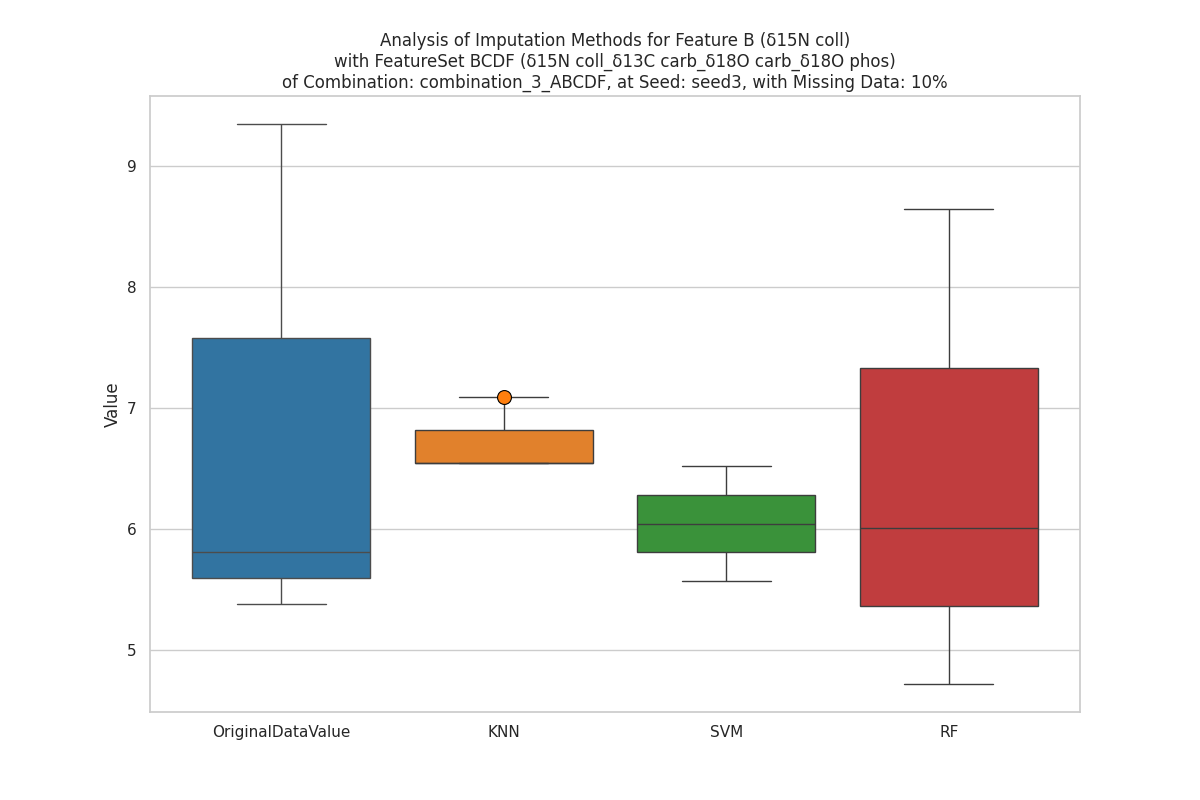 Analysis of Imputation Methods for Feature B (δ15N coll)
with FeatureSet BCDF (δ15N coll_δ13C carb_δ18O carb_δ18O phos)
of Combination: combination_3_ABCDF, at Seed: seed3, with Missing Data: 10%
Value
9
8
7
6
5
OriginalDataValue KNN SVM RF